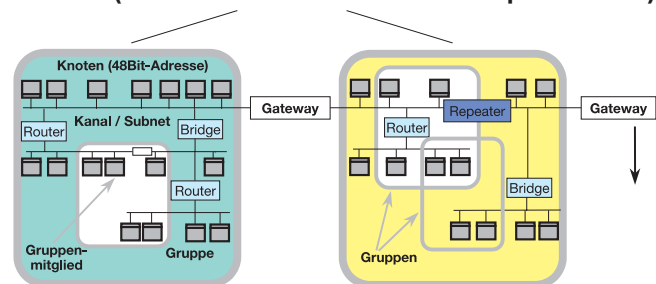 Knoten (48Bit-Adresse)
Kanal / Subnet
Router
Bridge
Router
Gruppen-
mitglied
Gruppe
Gateway
Repeater
Router
Bridge
Gruppen
Gateway